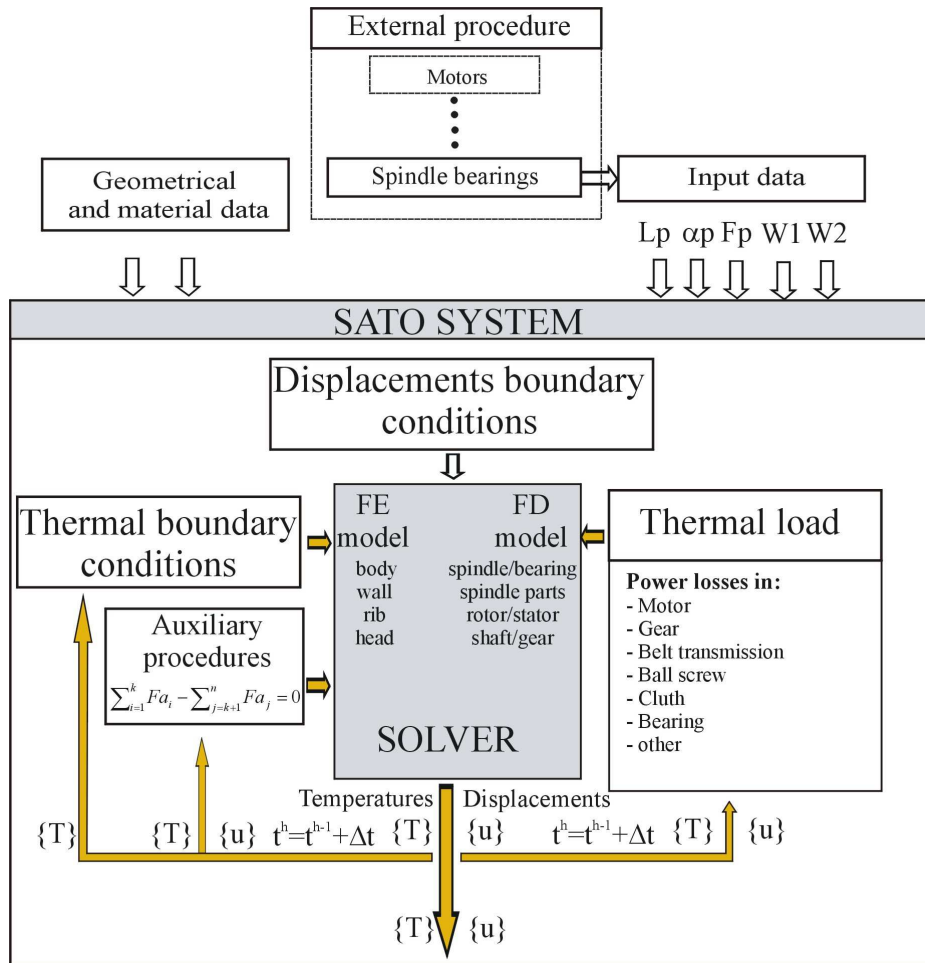 External procedure
Motors
Spindle bearings
Input data
Geometrical
and material data
Lp αp Fp W1 W2
SATO SYSTEM
Displacements boundary
conditions
Thermal boundary
conditions
FE
model
body
wall
rib
head
FD
model
spindle/bearing
spindle parts
rotor/stator
shaft/gear
SOLVER
Thermal load
Power losses in:
- Motor
- Gear
- Belt transmission
- Ball screw
- Cluth
- Bearing
- other
Auxiliary
procedures
∑_{i=1}^{k} Fa_i − ∑_{j=k+1}^{n} Fa_j = 0
Temperatures Displacements
{T} {T} {u} t^h=t^{h-1}+Δt {T} {u} t^h=t^{h-1}+Δt {T} {u}
{T} {u}